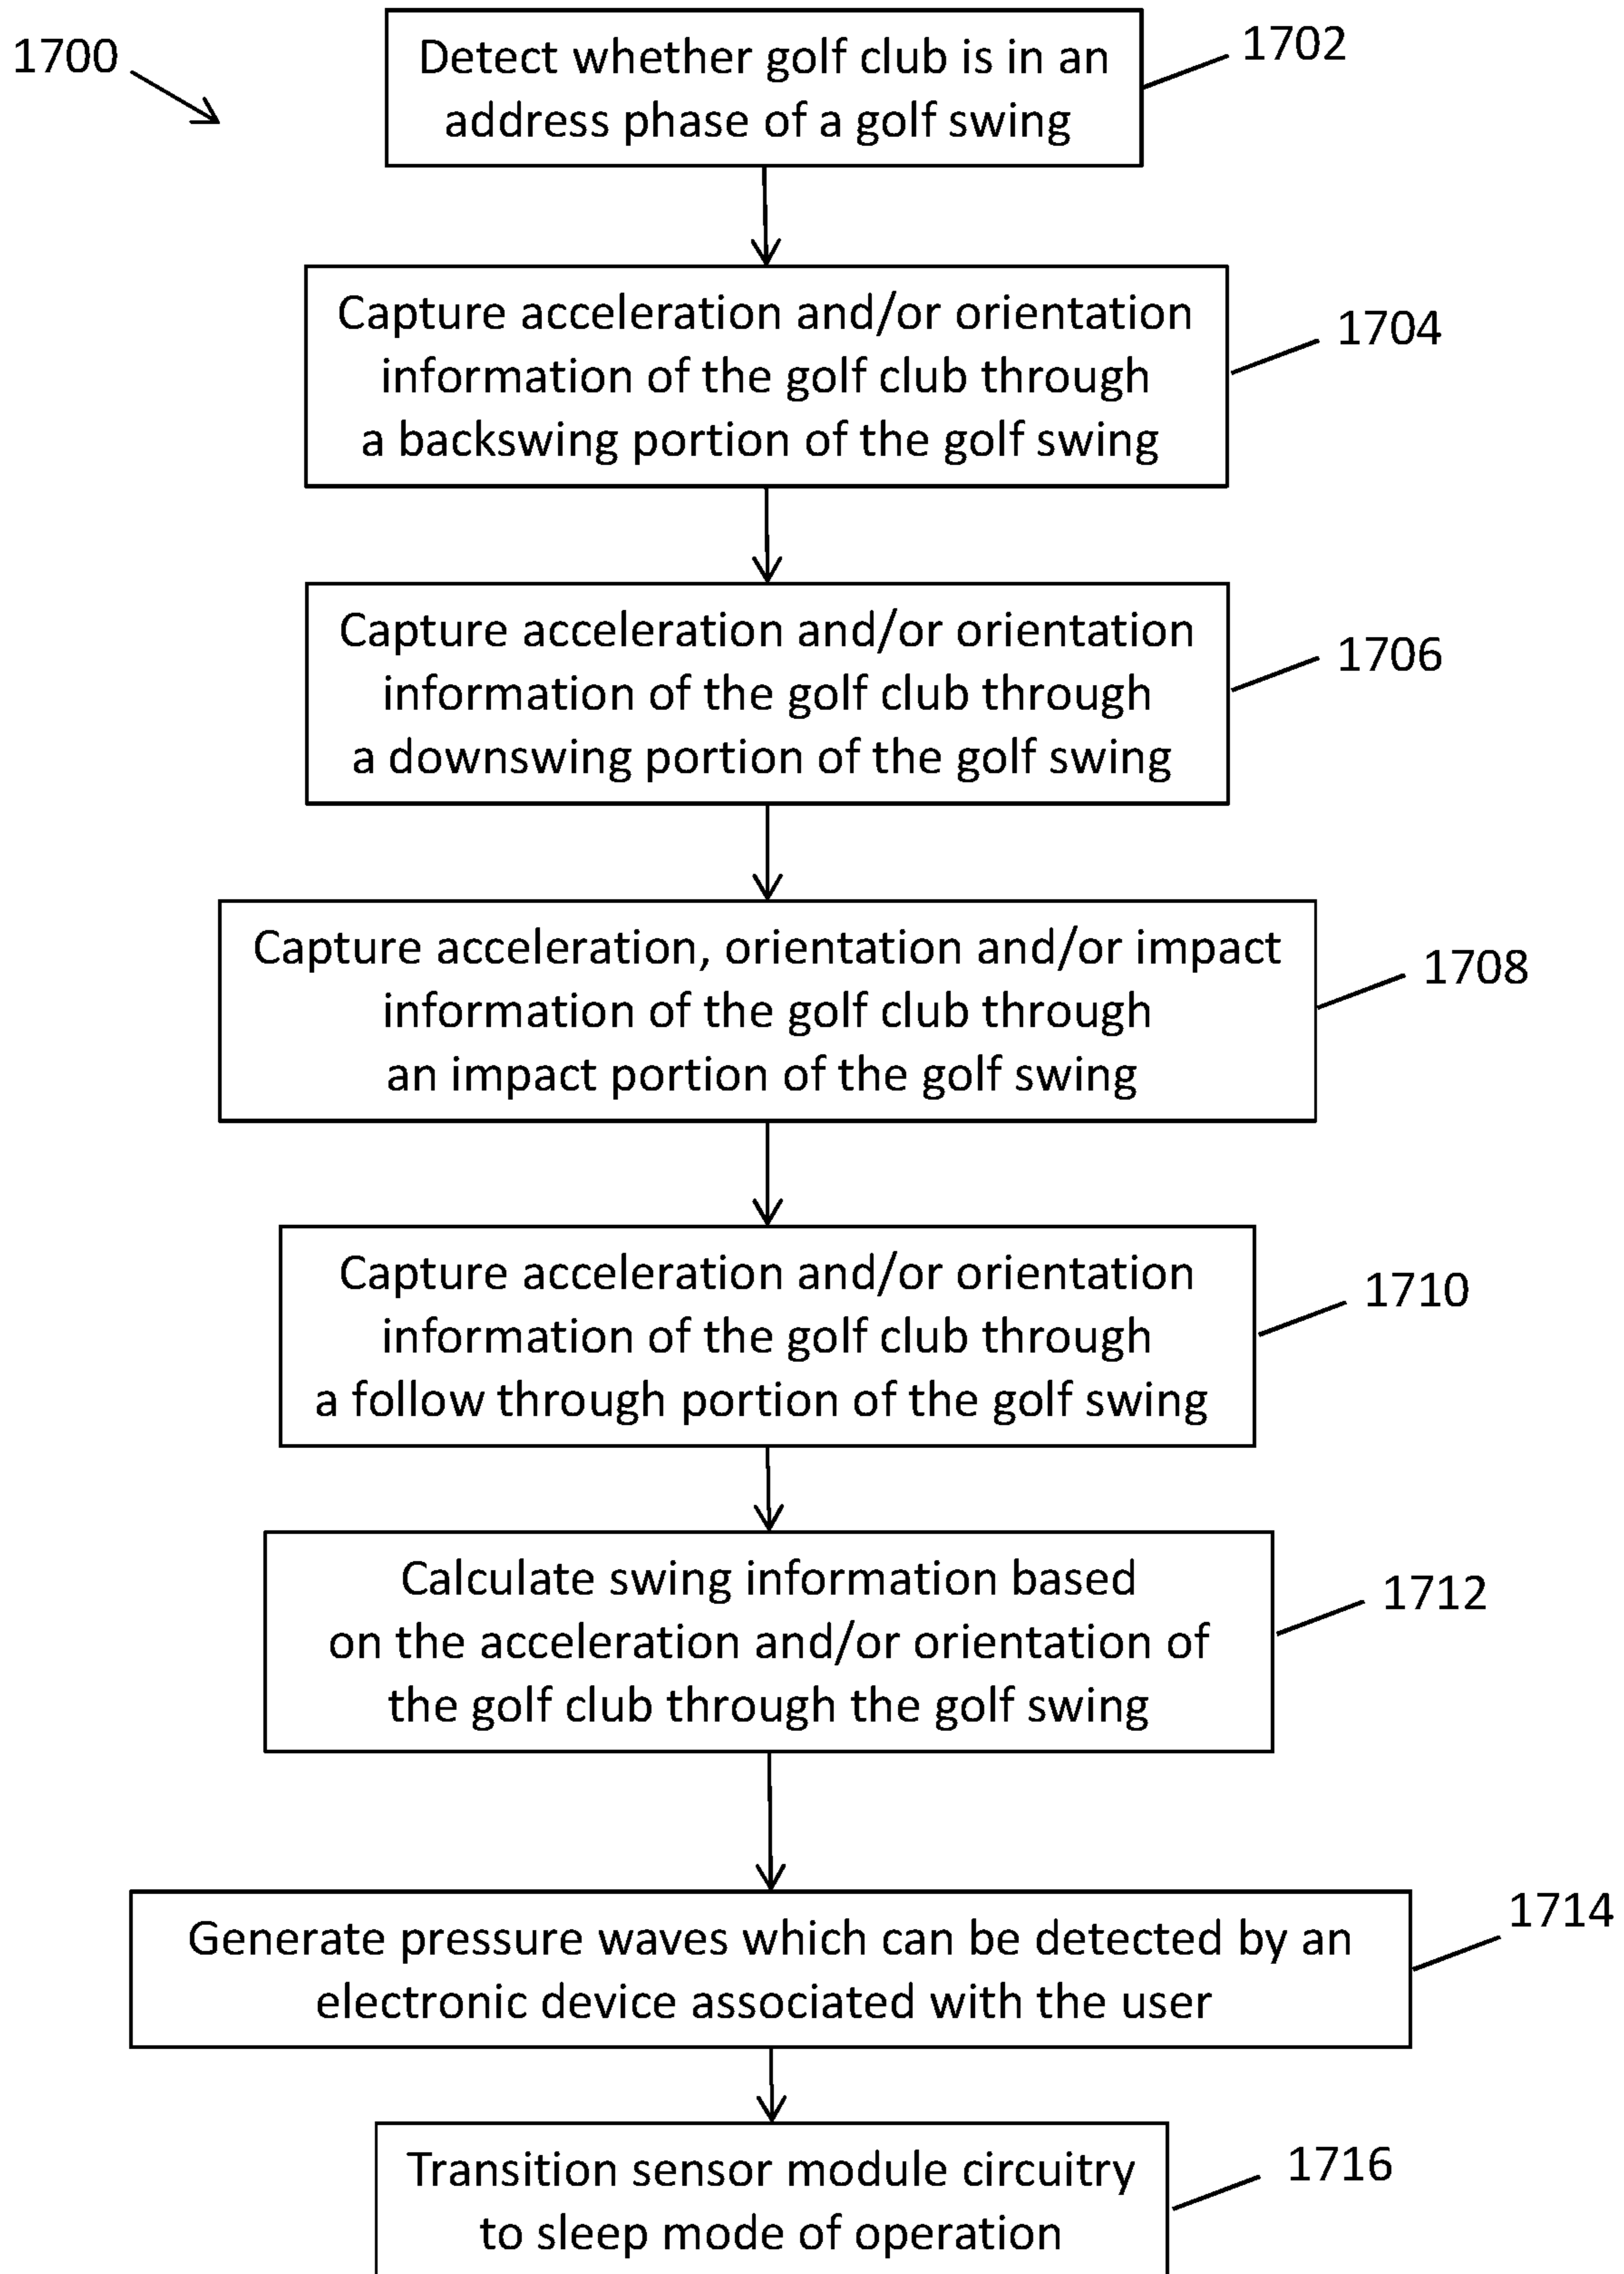 1700
Detect whether golf club is in an
address phase of a golf swing
1702
Capture acceleration and/or orientation
information of the golf club through
a backswing portion of the golf swing
1704
Capture acceleration and/or orientation
information of the golf club through
a downswing portion of the golf swing
1706
Capture acceleration, orientation and/or impact
information of the golf club through
an impact portion of the golf swing
1708
Capture acceleration and/or orientation
information of the golf club through
a follow through portion of the golf swing
1710
Calculate swing information based
on the acceleration and/or orientation of
the golf club through the golf swing
1712
Generate pressure waves which can be detected by an
electronic device associated with the user
1714
Transition sensor module circuitry
to sleep mode of operation
1716